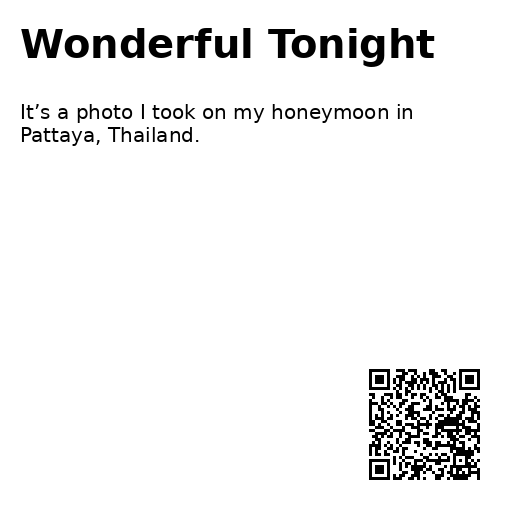 Wonderful Tonight
It’s a photo I took on my honeymoon in
Pattaya, Thailand.